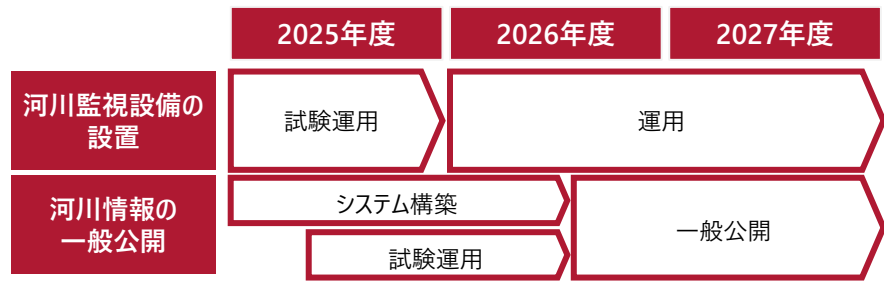 2025年度
2026年度
2027年度
河川監視設備の
設置
試験運用
運用
河川情報の
一般公開
システム構築
試験運用
一般公開